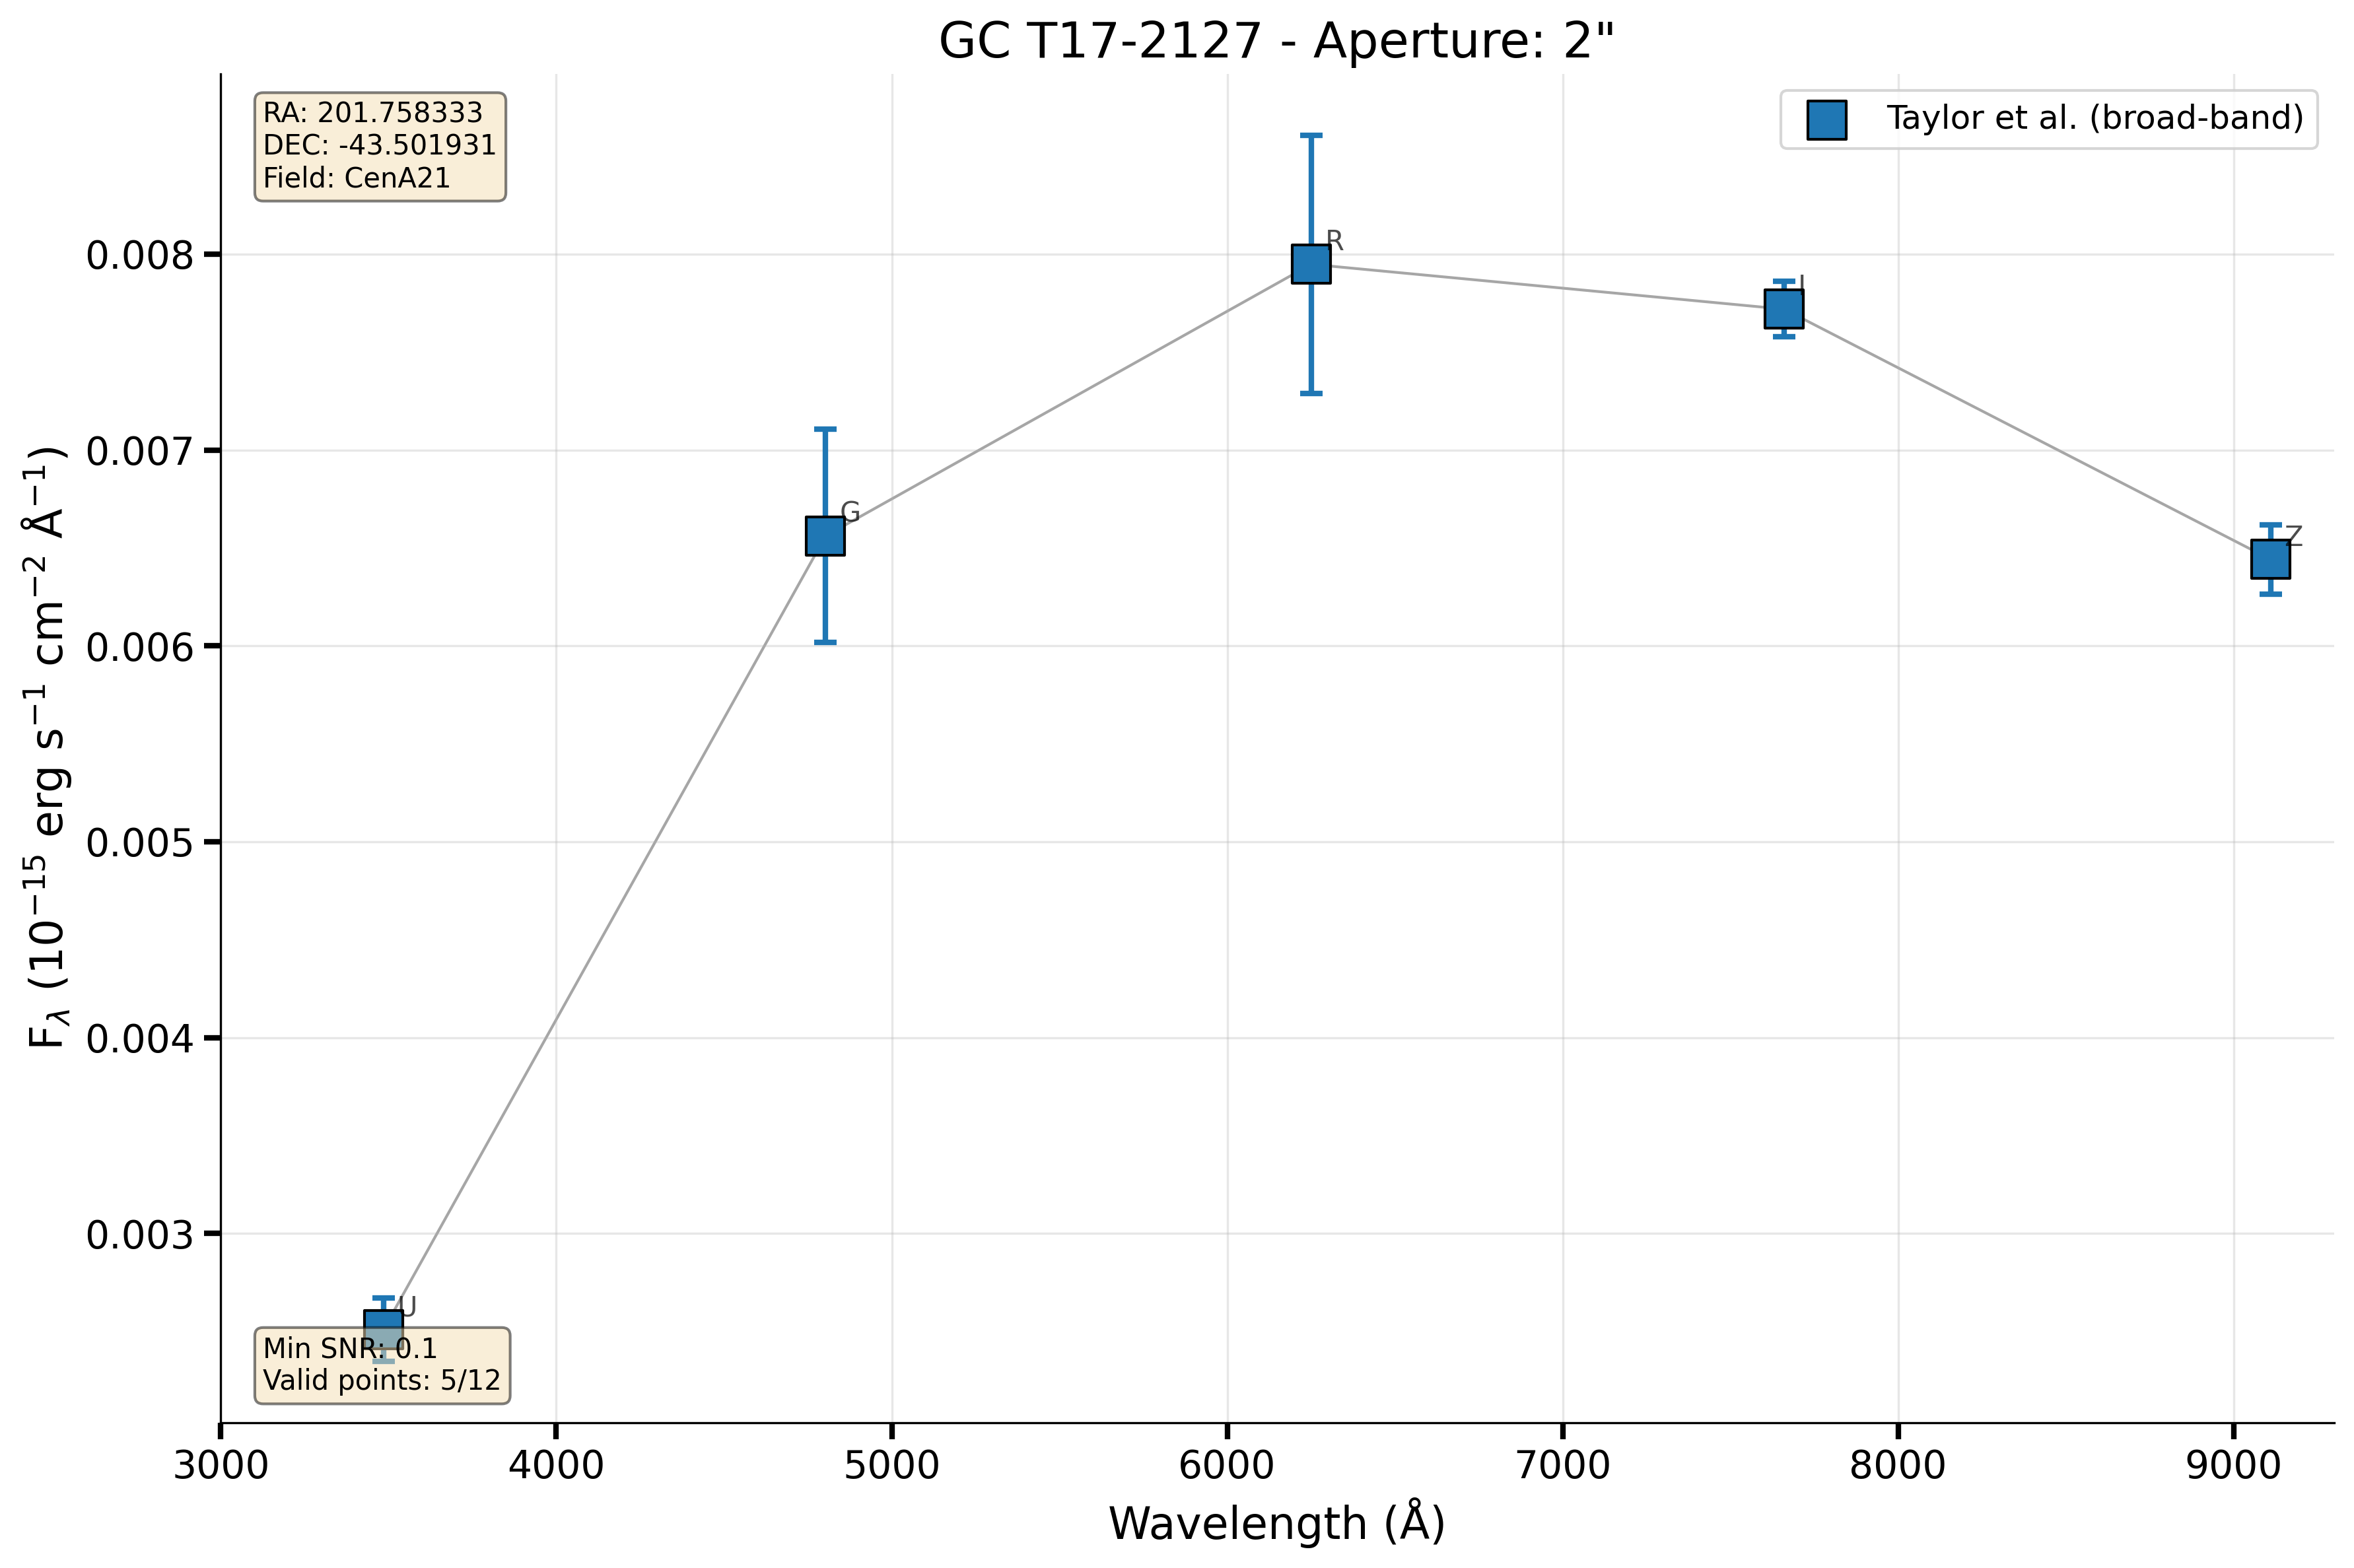 GC T17-2127 - Aperture: 2"
RA: 201.758333
DEC: -43.501931
Field: CenA21
Taylor et al. (broad-band)
F_λ (10⁻¹⁵ erg s⁻¹ cm⁻² Å⁻¹)
0.008
0.007
0.006
0.005
0.004
0.003
R
I
G
Z
U
Min SNR: 0.1
Valid points: 5/12
3000 4000 5000 6000 7000 8000 9000
Wavelength (Å)